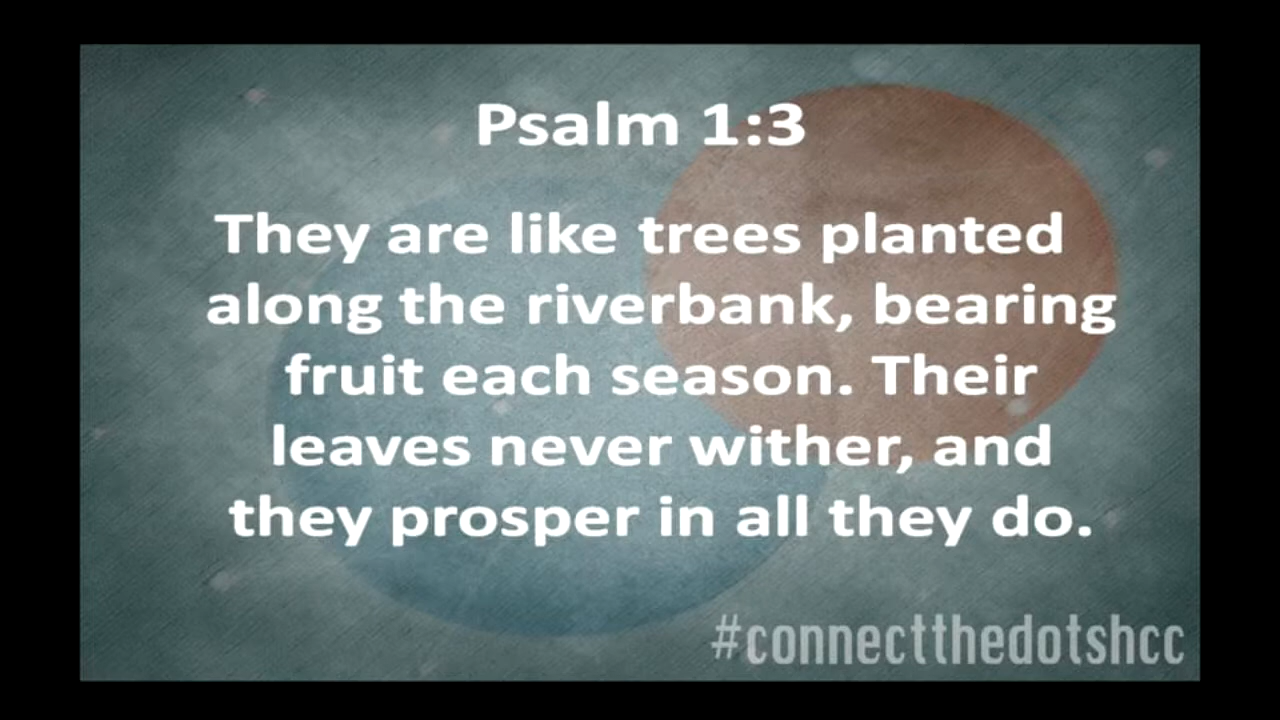 Psalm 1:3
They are like trees planted
along the riverbank, bearing
fruit each season. Their
leaves never wither, and
they prosper in all they do.
#connectthedotshcc